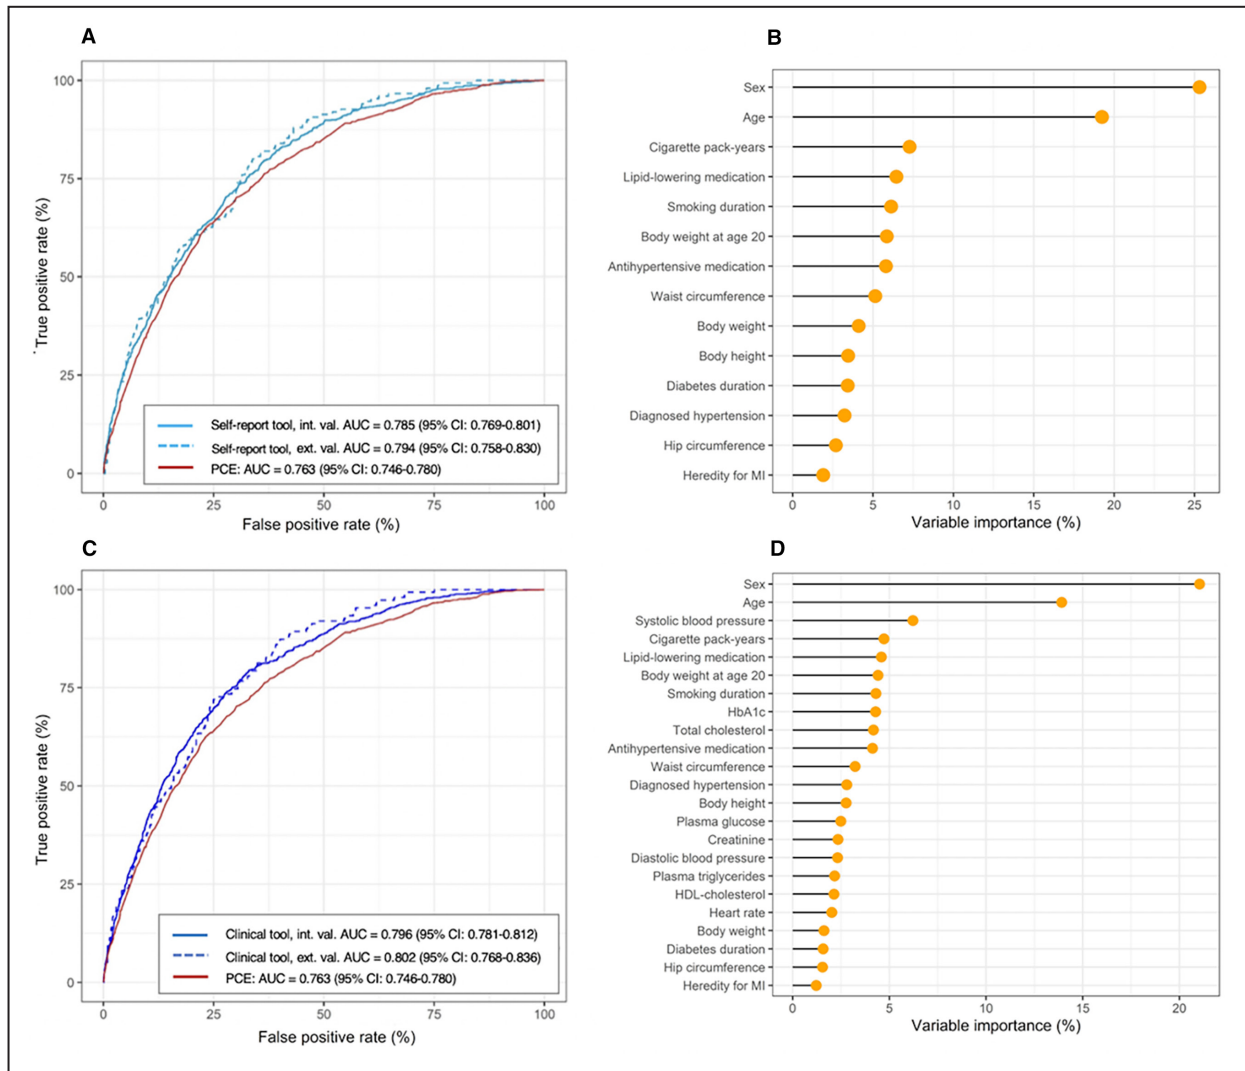 A
True positive rate (%)
100
75
50
25
0
Self-report tool, int. val. AUC = 0.785 (95% CI: 0.769-0.801)
Self-report tool, ext. val. AUC = 0.794 (95% CI: 0.758-0.830)
PCE: AUC = 0.763 (95% CI: 0.746-0.780)
0 25 50 75 100
False positive rate (%)
B
Sex
Age
Cigarette pack-years
Lipid-lowering medication
Smoking duration
Body weight at age 20
Antihypertensive medication
Waist circumference
Body weight
Body height
Diabetes duration
Diagnosed hypertension
Hip circumference
Heredity for MI
0 5 10 15 20 25
Variable importance (%)
C
True positive rate (%)
100
75
50
25
0
Clinical tool, int. val. AUC = 0.796 (95% CI: 0.781-0.812)
Clinical tool, ext. val. AUC = 0.802 (95% CI: 0.768-0.836)
PCE: AUC = 0.763 (95% CI: 0.746-0.780)
0 25 50 75 100
False positive rate (%)
D
Sex
Age
Systolic blood pressure
Cigarette pack-years
Lipid-lowering medication
Body weight at age 20
Smoking duration
HbA1c
Total cholesterol
Antihypertensive medication
Waist circumference
Diagnosed hypertension
Body height
Plasma glucose
Creatinine
Diastolic blood pressure
Plasma triglycerides
HDL-cholesterol
Heart rate
Body weight
Diabetes duration
Hip circumference
Heredity for MI
0 5 10 15 20
Variable importance (%)